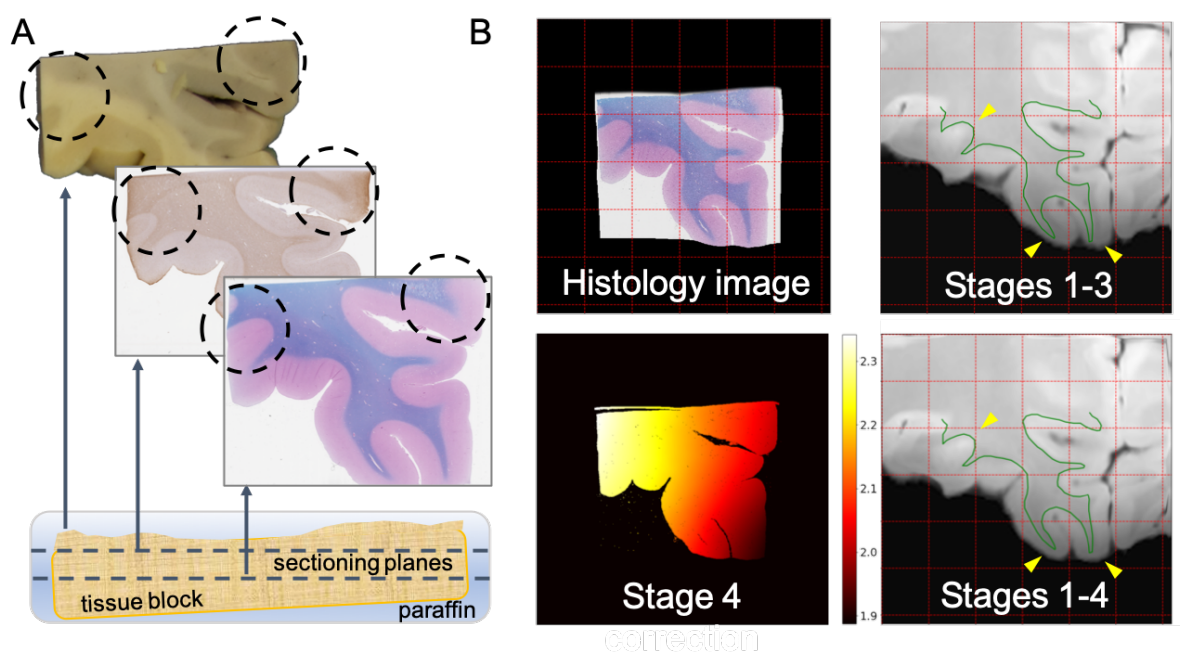 A
B
Histology image
Stages 1-3
sectioning planes
tissue block
paraffin
2.3
2.2
2.1
2.0
1.9
Stage 4
correction
Stages 1-4